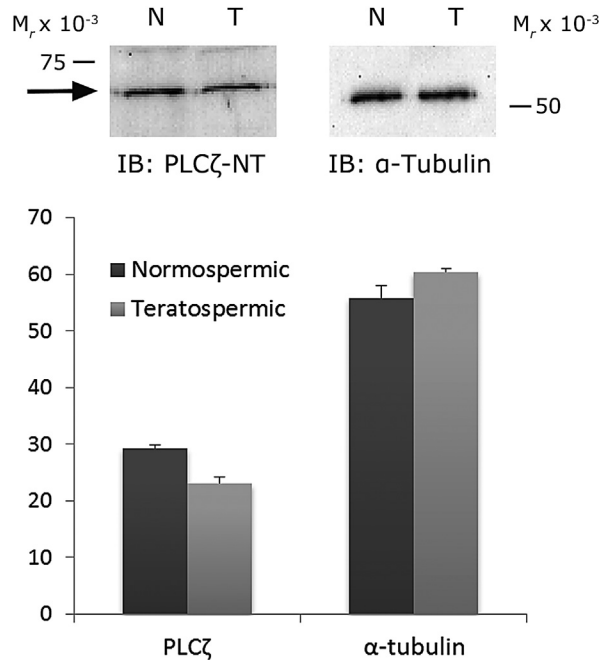 Mr x 10-3 N T N T Mr x 10-3
75
50
IB: PLCζ-NT IB: α-Tubulin
70
60
50
40
30
20
10
0
Normospermic
Teratospermic
PLCζ α-tubulin